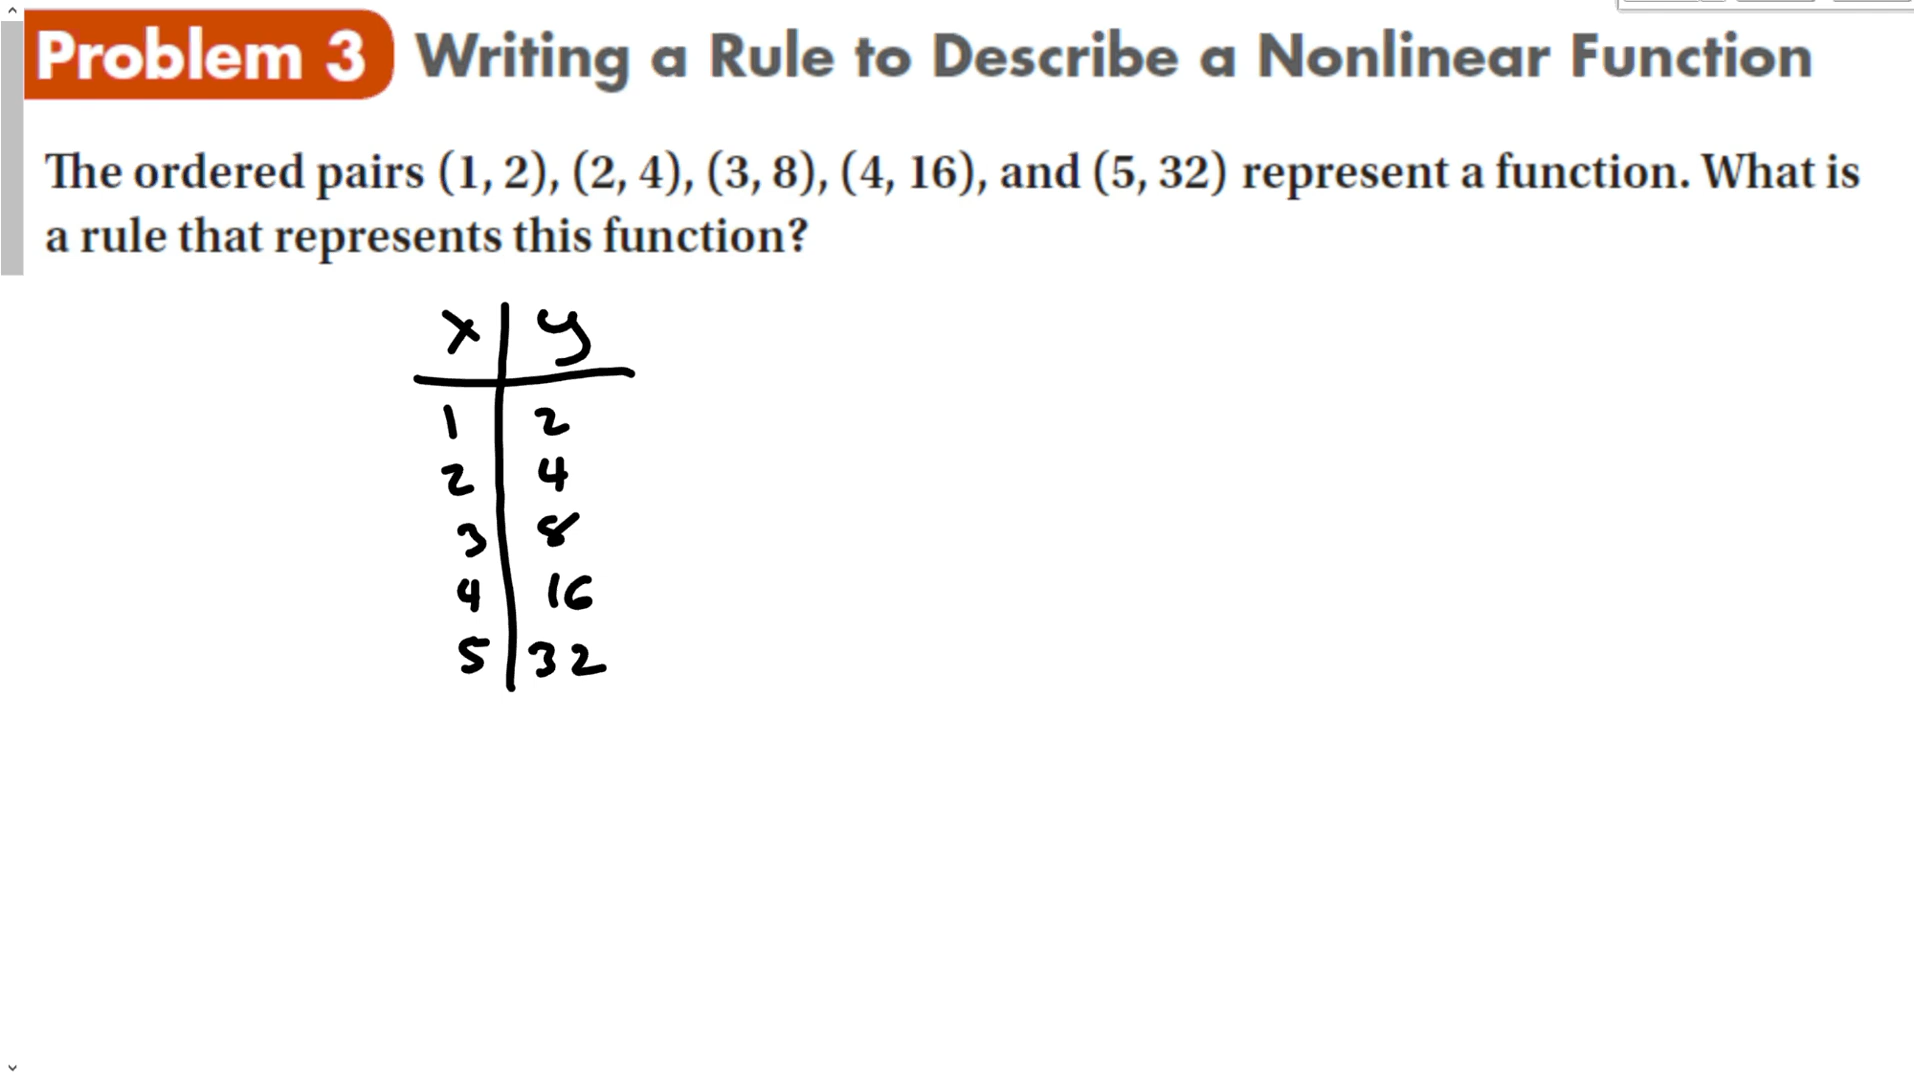 Problem 3 Writing a Rule to Describe a Nonlinear Function
The ordered pairs (1, 2), (2, 4), (3, 8), (4, 16), and (5, 32) represent a function. What is
a rule that represents this function?
x y
1 2
2 4
3 8
4 16
5 32